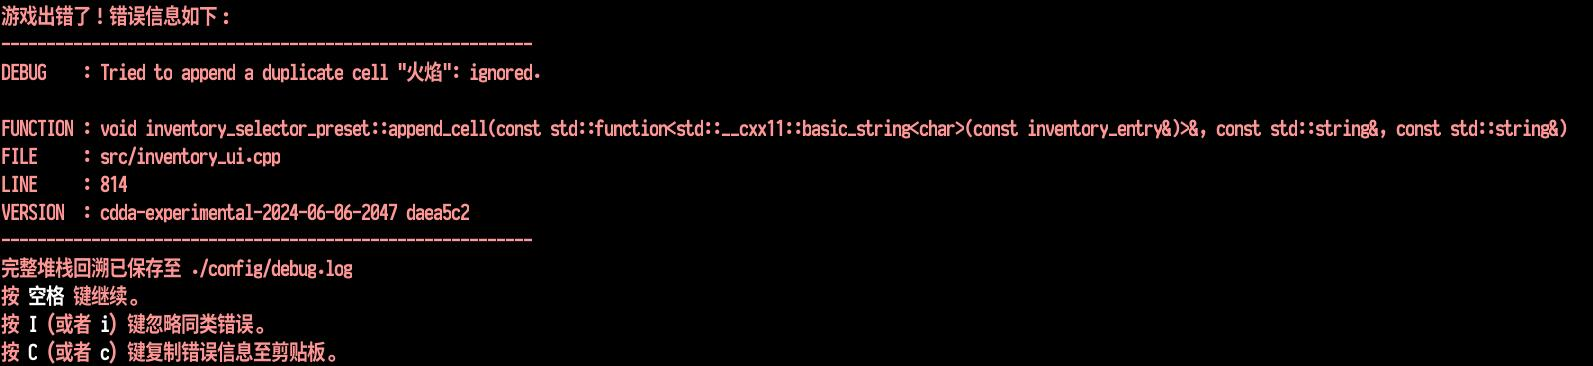 游戏出错了！错误信息如下：
-----------------------------------------------------------
DEBUG    : Tried to append a duplicate cell "火焰": ignored.
FUNCTION : void inventory_selector_preset::append_cell(const std::function<std::__cxx11::basic_string<char>(const inventory_entry&)>&, const std::string&, const std::string&)
FILE     : src/inventory_ui.cpp
LINE     : 814
VERSION  : cdda-experimental-2024-06-06-2047 daea5c2
-----------------------------------------------------------
完整堆栈回溯已保存至 ./config/debug.log
按 空格 键继续。
按 I（或者 i）键忽略同类错误。
按 C（或者 c）键复制错误信息至剪贴板。